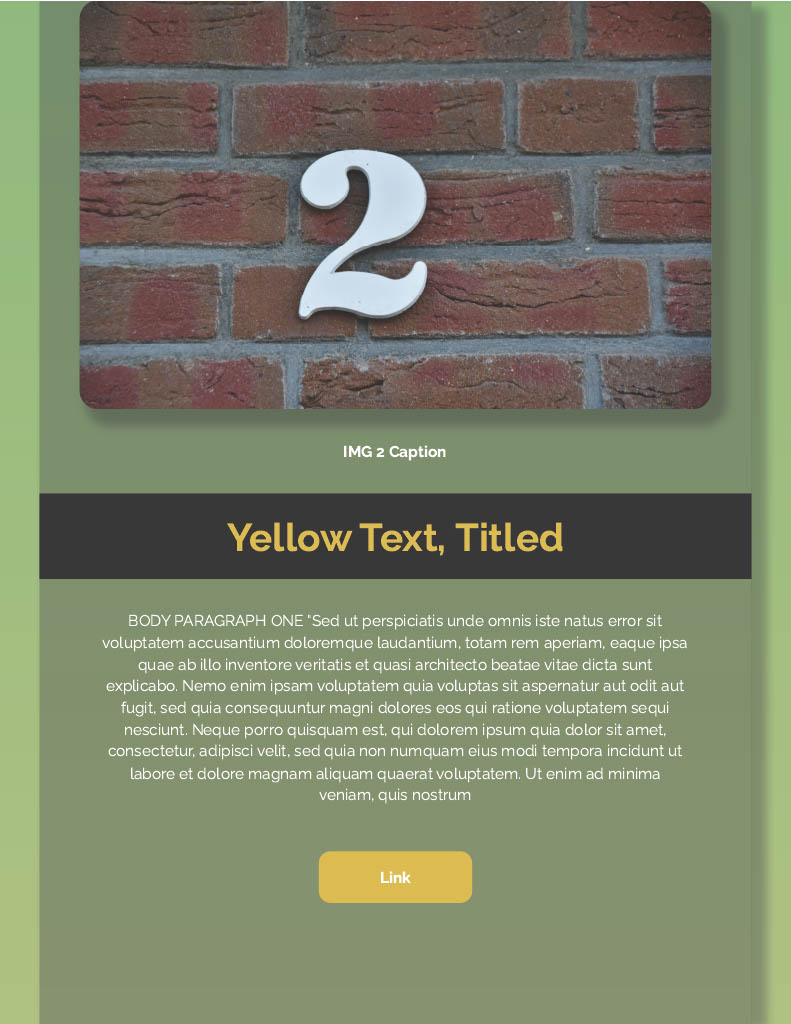 2
IMG 2 Caption
Yellow Text, Titled
BODY PARAGRAPH ONE "Sed ut perspiciatis unde omnis iste natus error sit
voluptatem accusantium doloremque laudantium, totam rem aperiam, eaque ipsa
quae ab illo inventore veritatis et quasi architecto beatae vitae dicta sunt
explicabo. Nemo enim ipsam voluptatem quia voluptas sit aspernatur aut odit aut
fugit, sed quia consequuntur magni dolores eos qui ratione voluptatem sequi
nesciunt. Neque porro quisquam est, qui dolorem ipsum quia dolor sit amet,
consectetur, adipisci velit, sed quia non numquam eius modi tempora incidunt ut
labore et dolore magnam aliquam quaerat voluptatem. Ut enim ad minima
veniam, quis nostrum
Link